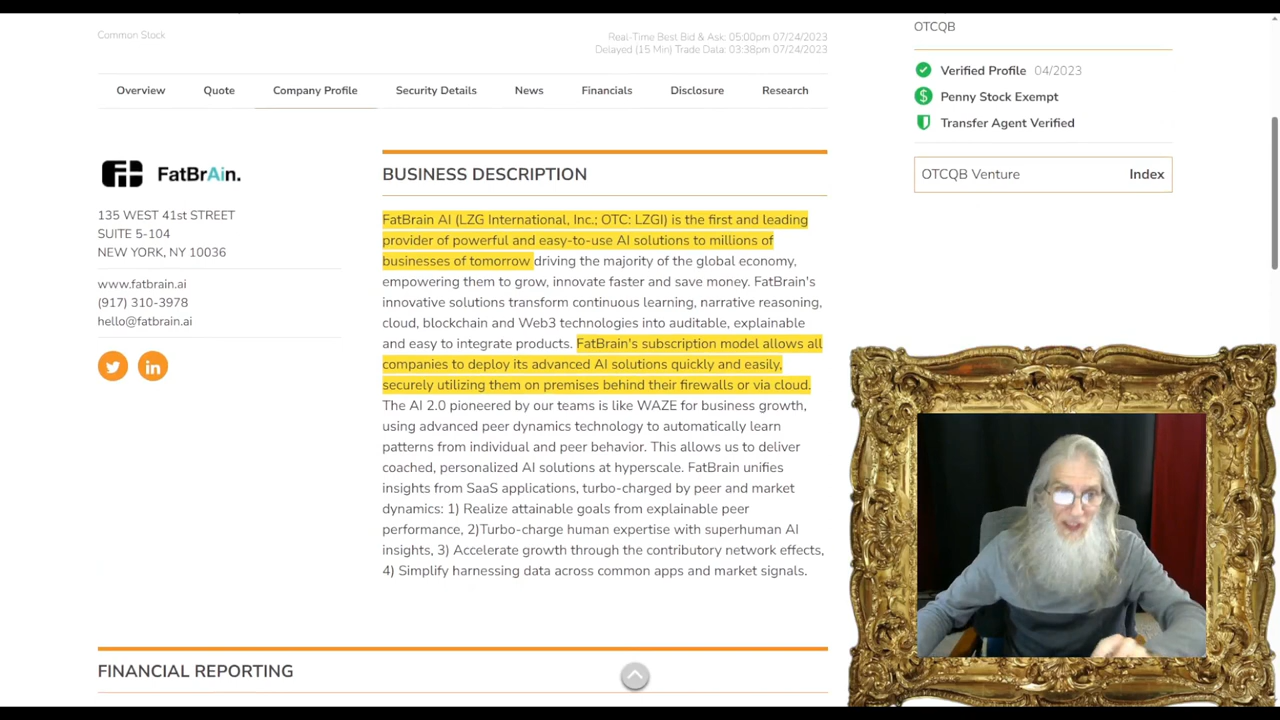 Common Stock
Real-Time Best Bid & Ask: 05:00pm 07/24/2023
Delayed (15 Min) Trade Data: 03:38pm 07/24/2023
Overview Quote Company Profile Security Details News Financials Disclosure Research
FatBrAin.
135 WEST 41st STREET
SUITE 5-104
NEW YORK, NY 10036
www.fatbrain.ai
(917) 310-3978
hello@fatbrain.ai
BUSINESS DESCRIPTION
FatBrain AI (LZG International, Inc.; OTC: LZGI) is the first and leading
provider of powerful and easy-to-use AI solutions to millions of
businesses of tomorrow driving the majority of the global economy,
empowering them to grow, innovate faster and save money. FatBrain's
innovative solutions transform continuous learning, narrative reasoning,
cloud, blockchain and Web3 technologies into auditable, explainable
and easy to integrate products. FatBrain's subscription model allows all
companies to deploy its advanced AI solutions quickly and easily,
securely utilizing them on premises behind their firewalls or via cloud.
The AI 2.0 pioneered by our teams is like WAZE for business growth,
using advanced peer dynamics technology to automatically learn
patterns from individual and peer behavior. This allows us to deliver
coached, personalized AI solutions at hyperscale. FatBrain unifies
insights from SaaS applications, turbo-charged by peer and market
dynamics: 1) Realize attainable goals from explainable peer
performance, 2)Turbo-charge human expertise with superhuman AI
insights, 3) Accelerate growth through the contributory network effects,
4) Simplify harnessing data across common apps and market signals.
FINANCIAL REPORTING
OTCQB
Verified Profile 04/2023
Penny Stock Exempt
Transfer Agent Verified
OTCQB Venture Index